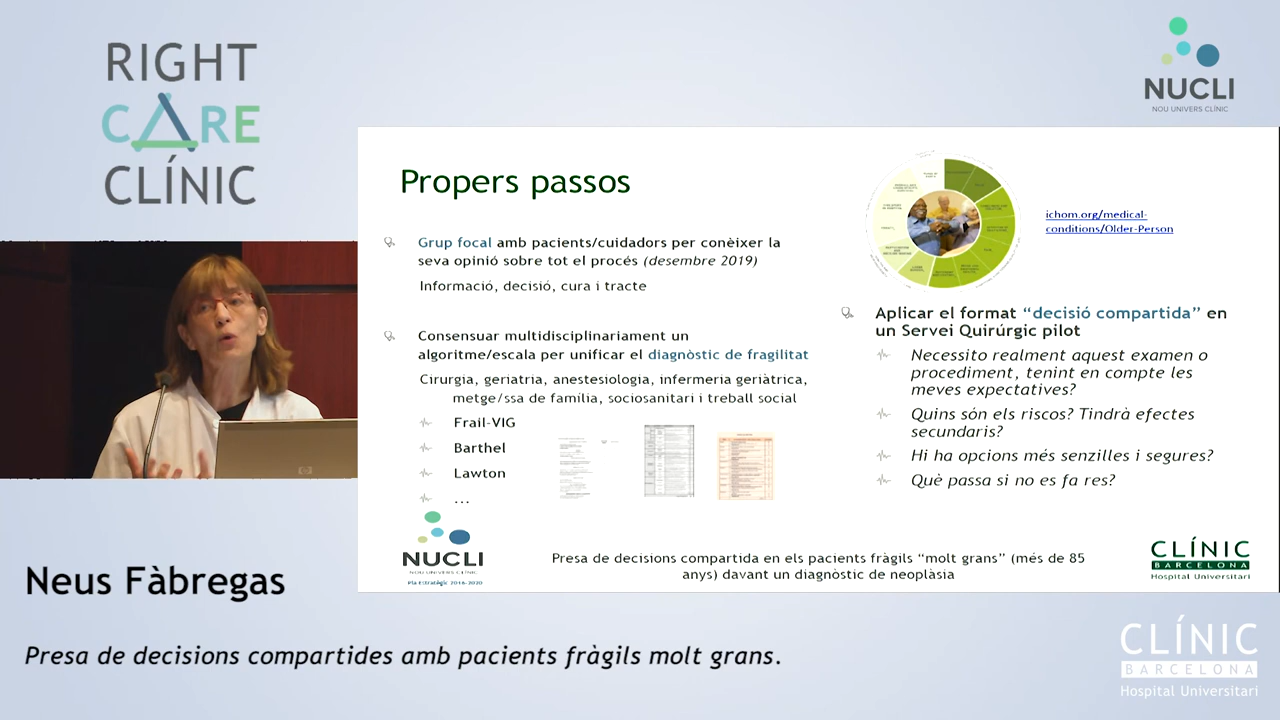 RIGHT
CARE
CLÍNIC
NUCLI
NOU UNIVERS CLÍNIC
Propers passos
Grup focal amb pacients/cuidadors per conèixer la
seva opinió sobre tot el procés (desembre 2019)
Informació, decisió, cura i tracte
Consensuar multidisciplinariament un
algoritme/escala per unificar el diagnòstic de fragilitat
Cirurgia, geriatria, anestesiologia, infermeria geriàtrica,
metge/ssa de família, sociosanitari i treball social
Frail-VIG
Barthel
Lawton
...
ichom.org/medical-
conditions/Older-Person
Aplicar el format “decisió compartida” en
un Servei Quirúrgic pilot
Necessito realment aquest examen o
procediment, tenint en compte les
meves expectatives?
Quins són els riscos? Tindrà efectes
secundaris?
Hi ha opcions més senzilles i segures?
Què passa si no es fa res?
NUCLI
NOU UNIVERS CLÍNIC
Pla Estratègic 2016-2020
Presa de decisions compartida en els pacients fràgils “molt grans” (més de 85
anys) davant un diagnòstic de neoplàsia
CLÍNIC
BARCELONA
Hospital Universitari
Neus Fàbregas
Presa de decisions compartides amb pacients fràgils molt grans.
CLÍNIC
BARCELONA
Hospital Universitari